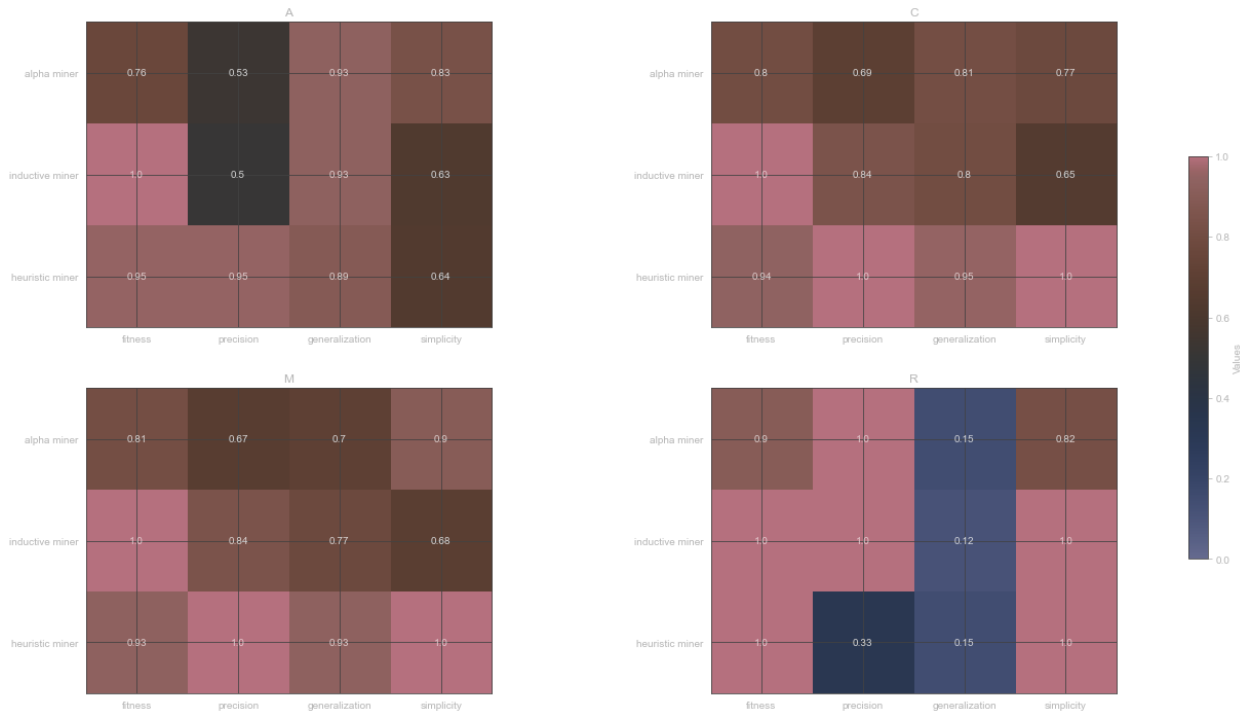 A
alpha miner 0.76 0.53 0.93 0.83
inductive miner 1.0 0.5 0.93 0.63
heuristic miner 0.95 0.95 0.89 0.64
fitness precision generalization simplicity
C
alpha miner 0.8 0.69 0.81 0.77
inductive miner 1.0 0.84 0.8 0.65
heuristic miner 0.94 1.0 0.95 1.0
fitness precision generalization simplicity
M
alpha miner 0.81 0.67 0.7 0.9
inductive miner 1.0 0.84 0.77 0.68
heuristic miner 0.93 1.0 0.93 1.0
fitness precision generalization simplicity
R
alpha miner 0.9 1.0 0.15 0.82
inductive miner 1.0 1.0 0.12 1.0
heuristic miner 1.0 0.33 0.15 1.0
fitness precision generalization simplicity
1.0
0.8
0.6
0.4
0.2
0.0
Values